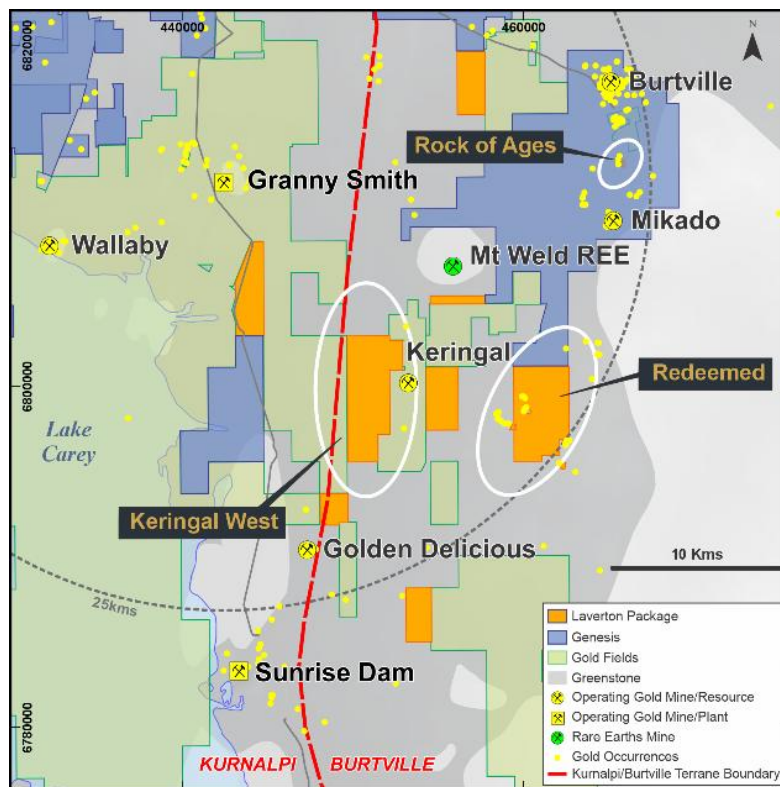 440000
460000
N
6820000
Burtville
Rock of Ages
Granny Smith
Mikado
Wallaby
Mt Weld REE
Keringal
Redeemed
6800000
Lake
Carey
Keringal West
Golden Delicious
10 Kms
25kms
Sunrise Dam
6780000
KURNALPI
BURTVILLE
Laverton Package
Genesis
Gold Fields
Greenstone
Operating Gold Mine/Resource
Operating Gold Mine/Plant
Rare Earths Mine
Gold Occurrences
Kurnalpi/Burtville Terrane Boundary